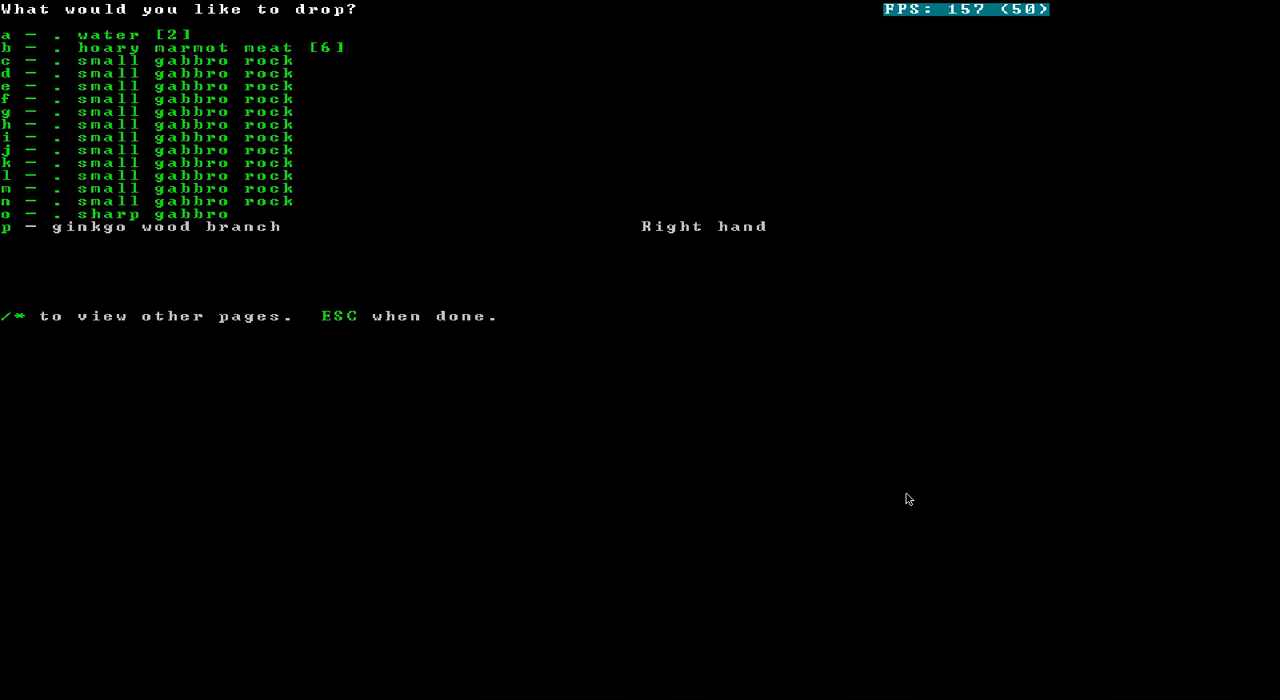 What would you like to drop? FPS: 157 (50)
a – . water [2]
b – . hoary marmot meat [6]
c – . small gabbro rock
d – . small gabbro rock
e – . small gabbro rock
f – . small gabbro rock
g – . small gabbro rock
h – . small gabbro rock
i – . small gabbro rock
j – . small gabbro rock
k – . small gabbro rock
l – . small gabbro rock
m – . small gabbro rock
n – . small gabbro rock
o – . sharp gabbro
p – ginkgo wood branch Right hand
/* to view other pages. ESC when done.